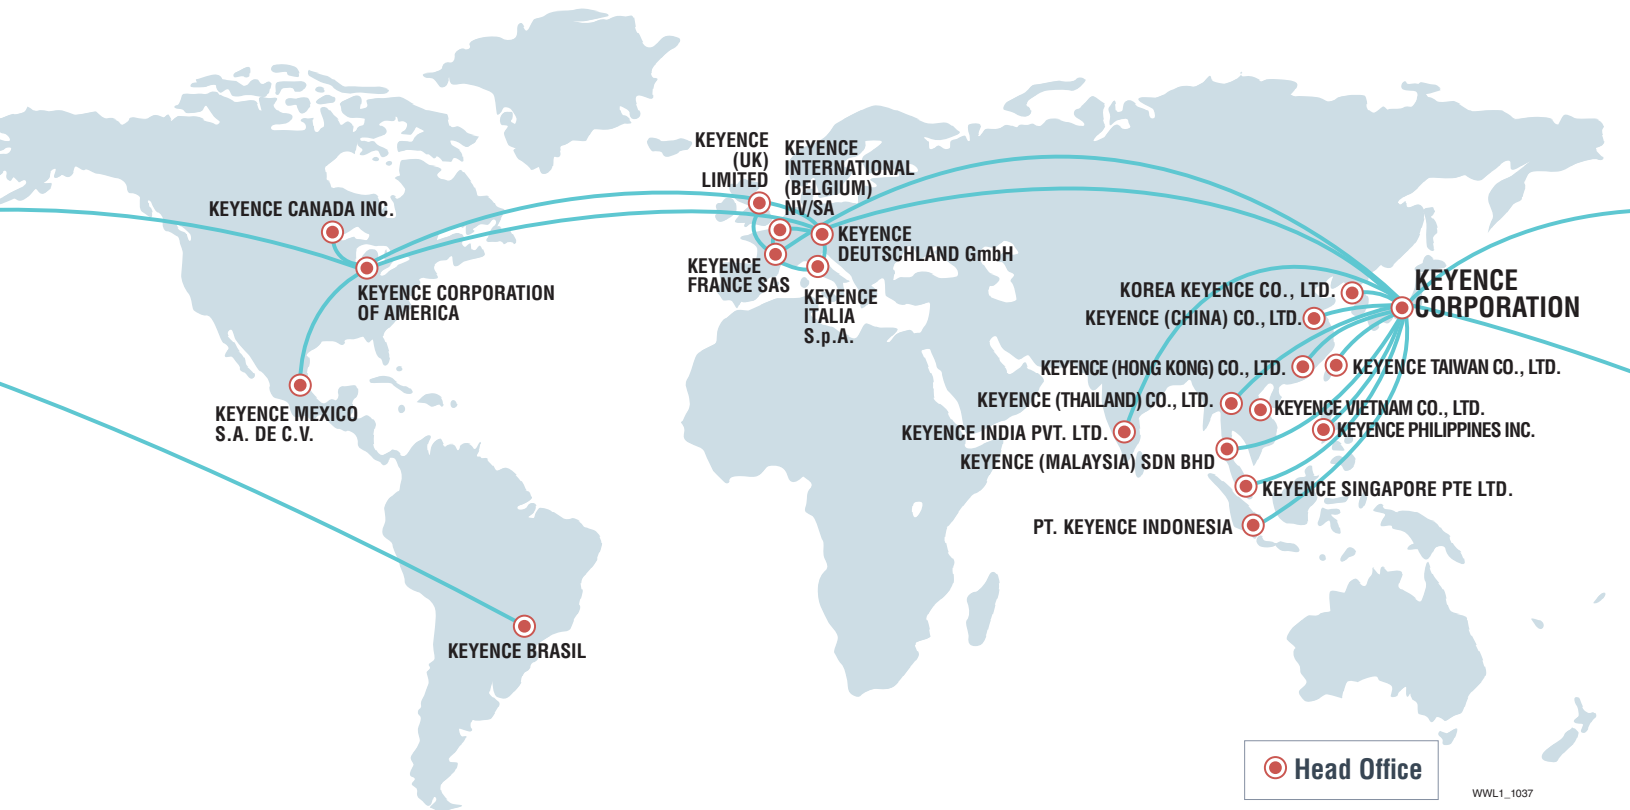 KEYENCE CANADA INC.
KEYENCE CORPORATION
OF AMERICA
KEYENCE MEXICO
S.A. DE C.V.
KEYENCE BRASIL
KEYENCE
(UK)
LIMITED
KEYENCE
INTERNATIONAL
(BELGIUM)
NV/SA
KEYENCE
DEUTSCHLAND GmbH
KEYENCE
FRANCE SAS
KEYENCE
ITALIA
S.p.A.
KEYENCE
CORPORATION
KOREA KEYENCE CO., LTD.
KEYENCE (CHINA) CO., LTD.
KEYENCE (HONG KONG) CO., LTD.
KEYENCE TAIWAN CO., LTD.
KEYENCE (THAILAND) CO., LTD.
KEYENCE VIETNAM CO., LTD.
KEYENCE INDIA PVT. LTD.
KEYENCE PHILIPPINES INC.
KEYENCE (MALAYSIA) SDN BHD
KEYENCE SINGAPORE PTE LTD.
PT. KEYENCE INDONESIA
Head Office
WWL1_1037